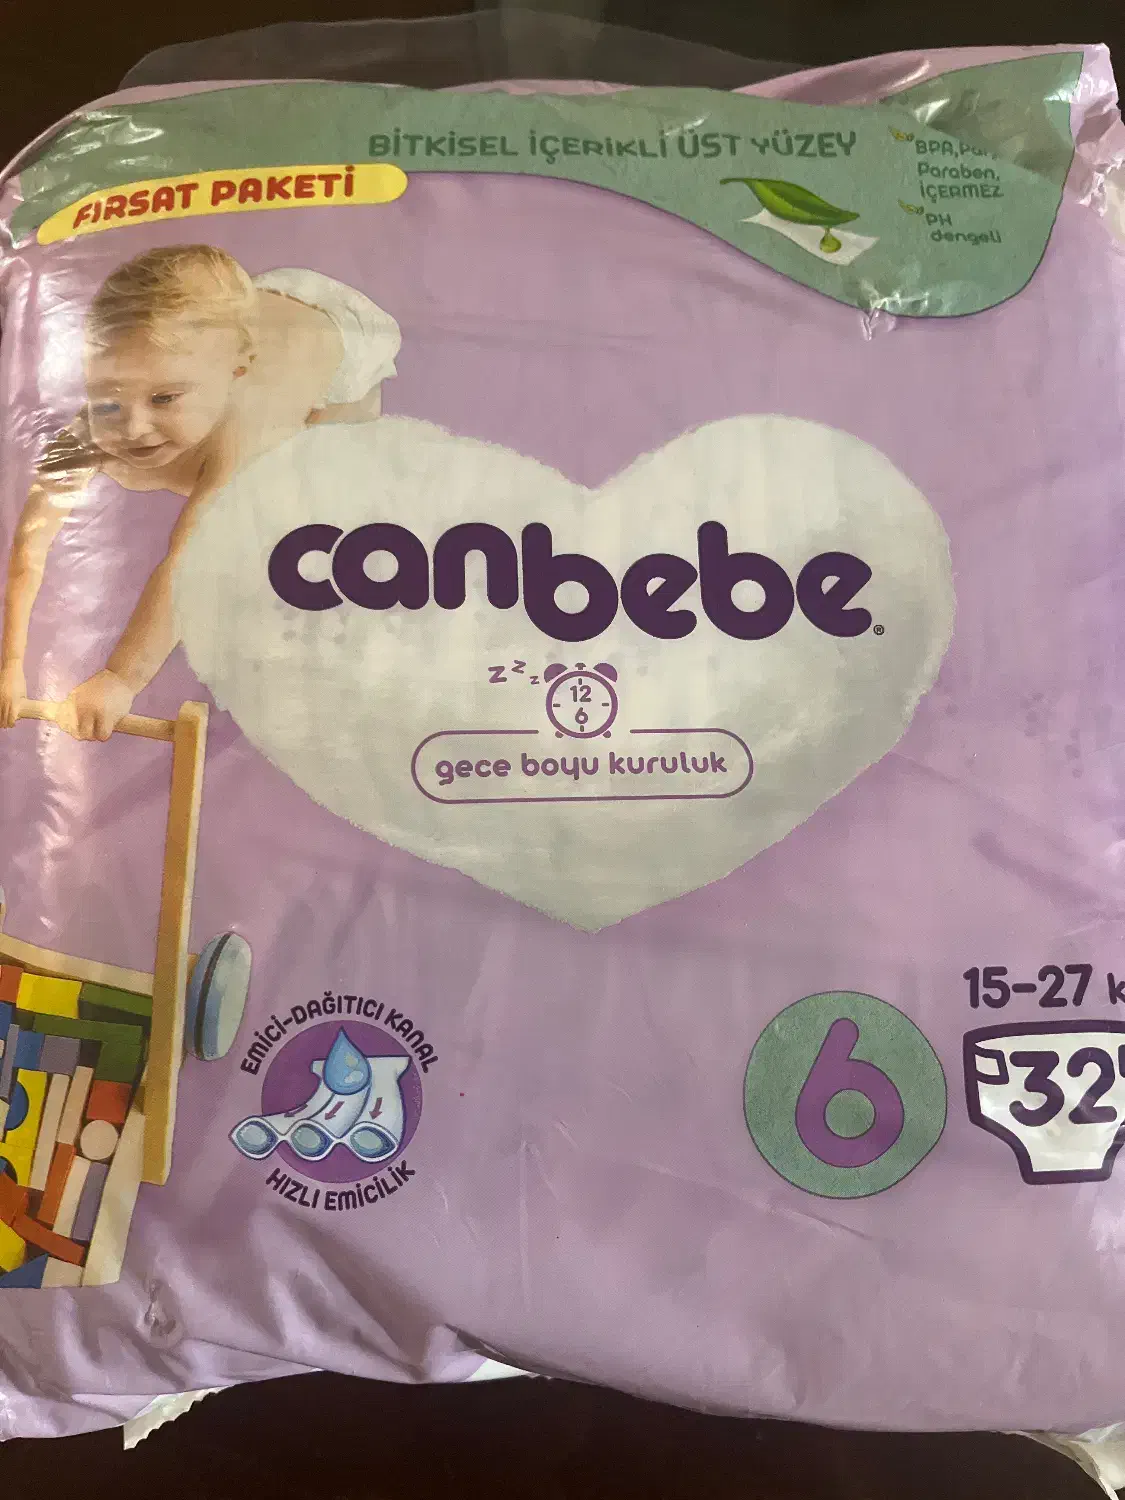 BİTKİSEL İÇERİKLİ ÜST YÜZEY
BPA,
Paraben,
İÇERMEZ
PH
dengeli
FIRSAT PAKETİ
canbebe®
z z z
12
6
gece boyu kuruluk
EMİCİ-DAĞITICI KANAL
HIZLI EMİCİLİK
6
15-27
32